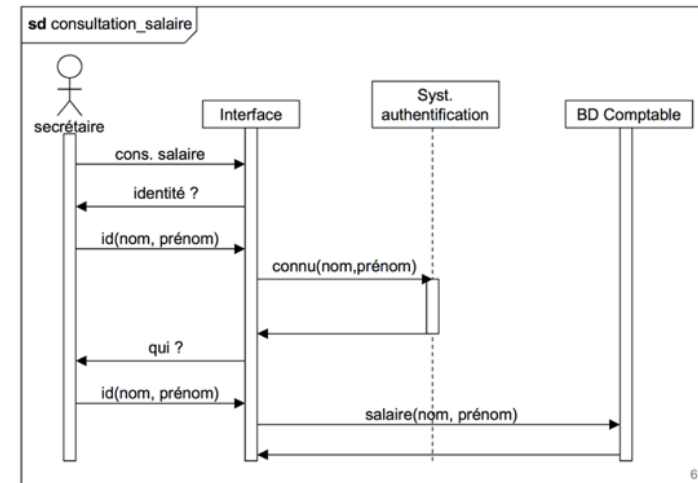 sd consultation_salaire
secrétaire
Interface
Syst.
authentification
BD Comptable
cons. salaire
identité ?
id(nom, prénom)
connu(nom,prénom)
qui ?
id(nom, prénom)
salaire(nom, prénom)
6